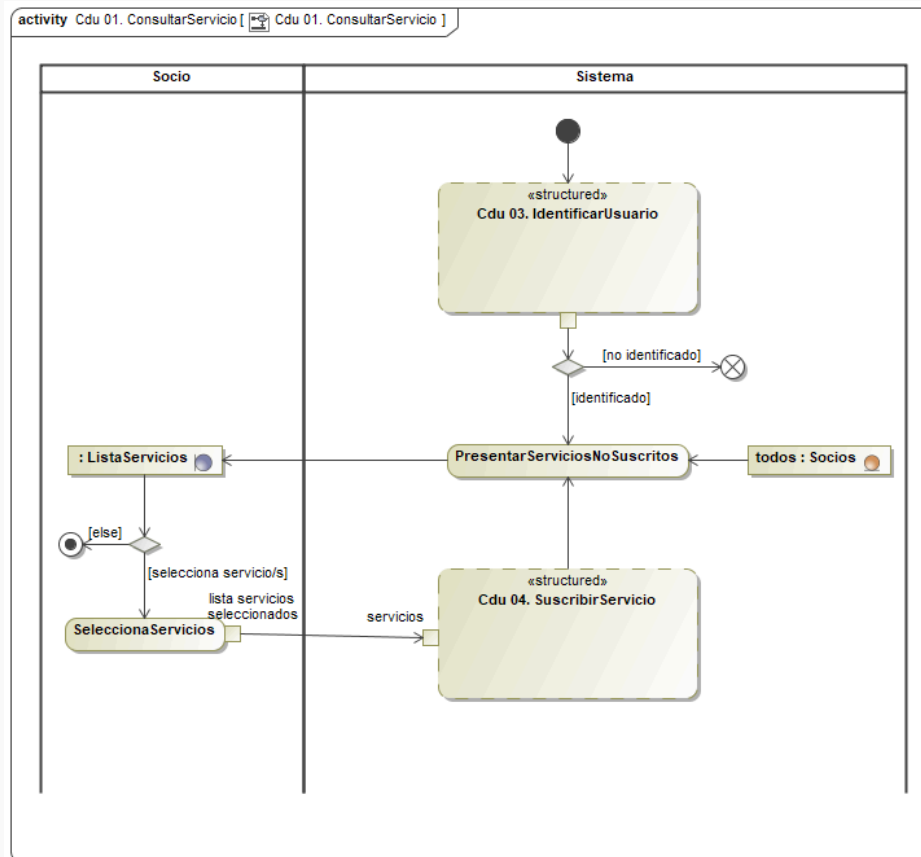 activity Cdu 01. ConsultarServicio [ Cdu 01. ConsultarServicio ]
Socio
Sistema
«structured»
Cdu 03. IdentificarUsuario
[no identificado]
[identificado]
: ListaServicios
PresentarServiciosNoSuscritos
todos : Socios
[else]
[selecciona servicio/s]
lista servicios
seleccionados
SeleccionaServicios
servicios
«structured»
Cdu 04. SuscribirServicio